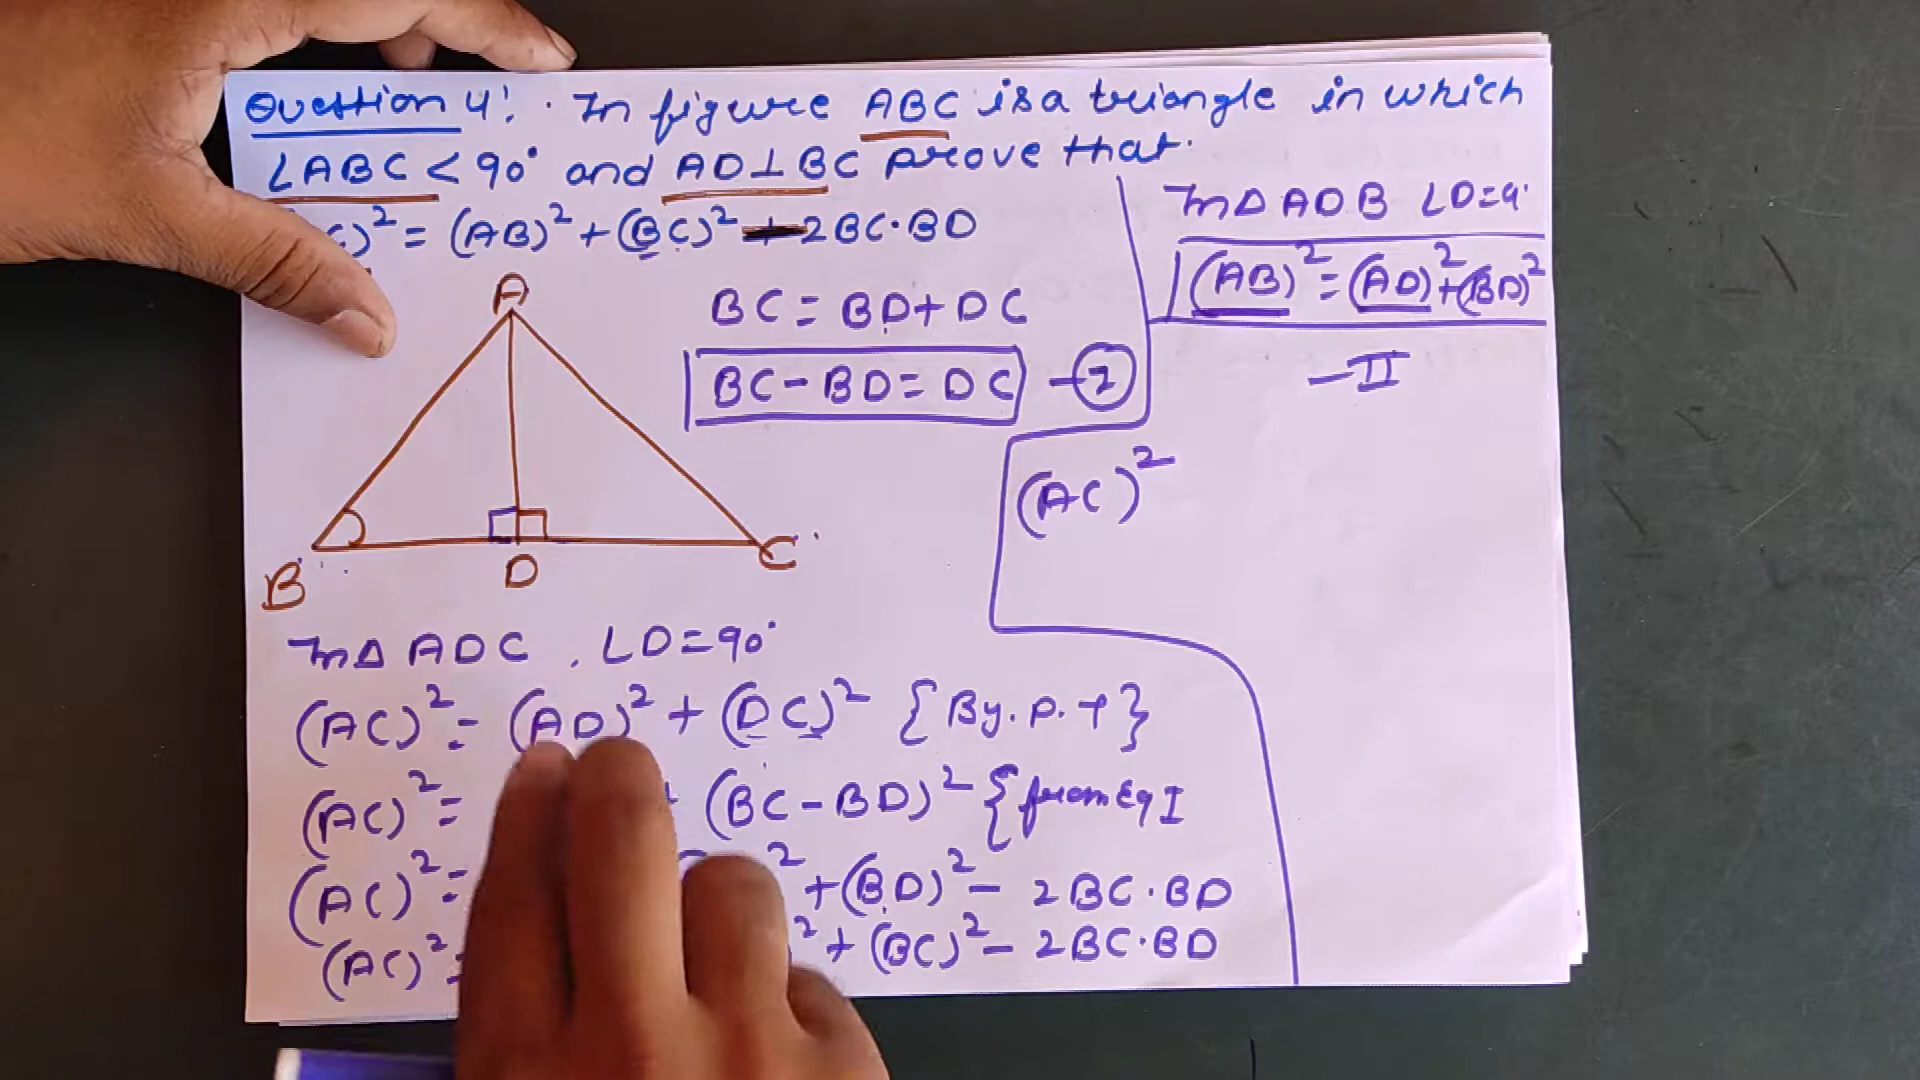 Question 4: In figure ABC is a triangle in which
∠ABC < 90° and AD⊥BC prove that.
)² = (AB)² + (BC)² - 2BC·BD
A
B
D
C
BC = BD + DC
BC - BD = DC - I
In Δ ADB ∠D = 9
(AB)² = (AD)² + (BD)²
- II
(AC)²
In Δ ADC, ∠D = 90°
(AC)² = (AD)² + (DC)² {By. P. T}
(AC)² = (BC - BD)² {from Eq I
(AC)² = ² + (BD)² - 2BC·BD
(AC)² = ² + (BC)² - 2BC·BD